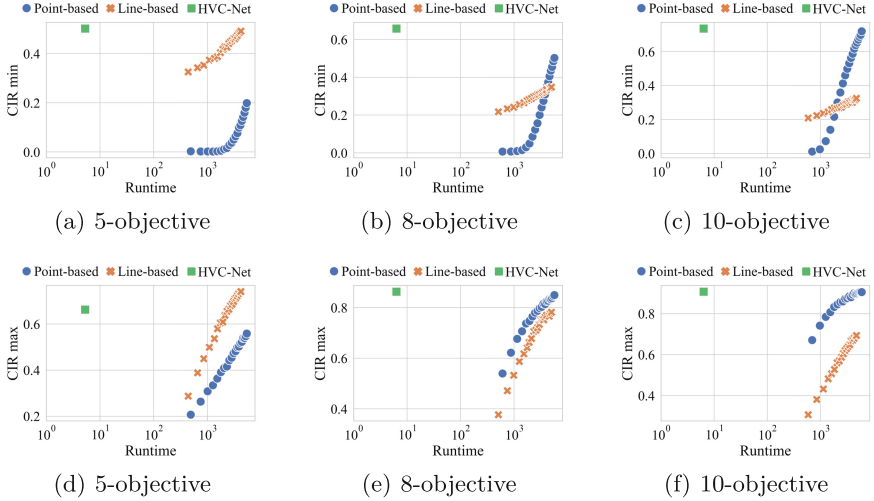 Point-based Line-based HVC-Net
Point-based Line-based HVC-Net
Point-based Line-based HVC-Net
CIR min
0.4
0.2
0.0
10^0 10^1 10^2 10^3
Runtime
(a) 5-objective
CIR min
0.6
0.4
0.2
0.0
10^0 10^1 10^2 10^3
Runtime
(b) 8-objective
CIR min
0.6
0.4
0.2
0.0
10^0 10^1 10^2 10^3
Runtime
(c) 10-objective
Point-based Line-based HVC-Net
Point-based Line-based HVC-Net
Point-based Line-based HVC-Net
CIR max
0.6
0.4
0.2
10^0 10^1 10^2 10^3
Runtime
(d) 5-objective
CIR max
0.8
0.6
0.4
10^0 10^1 10^2 10^3
Runtime
(e) 8-objective
CIR max
0.8
0.6
0.4
10^0 10^1 10^2 10^3
Runtime
(f) 10-objective